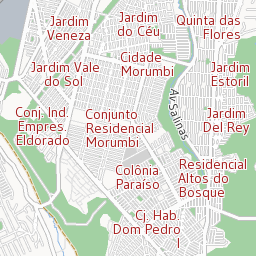 Jardim
Veneza
Jardim
do Céu
Quinta das
Flores
Cidade
Morumbi
Jardim Vale
do Sol
Jardim
Estoril
Av Salinas
Conj. Ind.
Empres.
Eldorado
Conjunto
Residencial
Morumbi
Jardim
Del Rey
Colônia
Paraíso
Residencial
Altos do
Bosque
Cj. Hab.
Dom Pedro
I